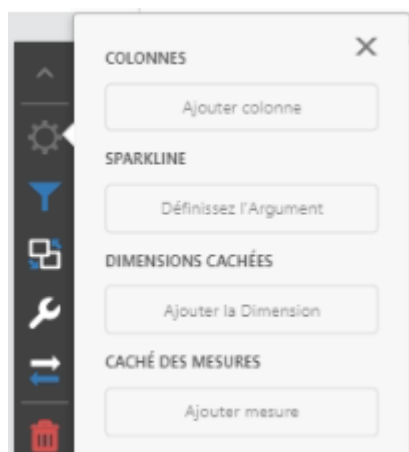 COLONNES
Ajouter colonne
SPARKLINE
Définissez l'Argument
DIMENSIONS CACHÉES
Ajouter la Dimension
CACHÉ DES MESURES
Ajouter mesure